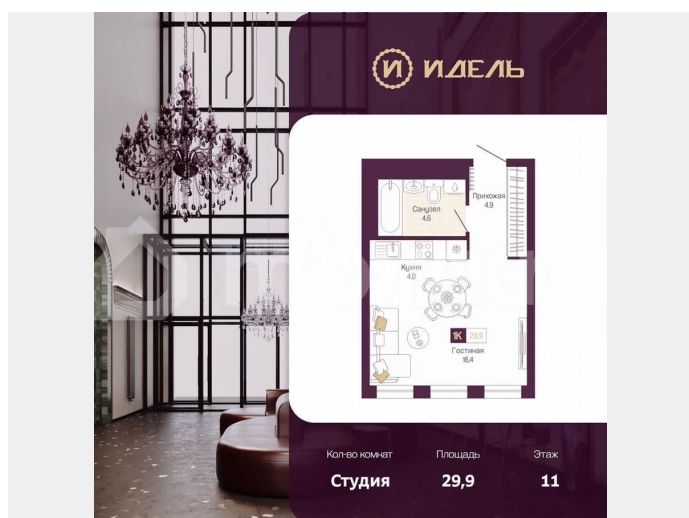 И ИДЕЛЬ
Прихожая
4,9
Санузел
4,6
Кухня
4,0
1К 29,9
Гостиная
16,4
Кол-во комнат
Площадь
Этаж
Студия
29,9
11